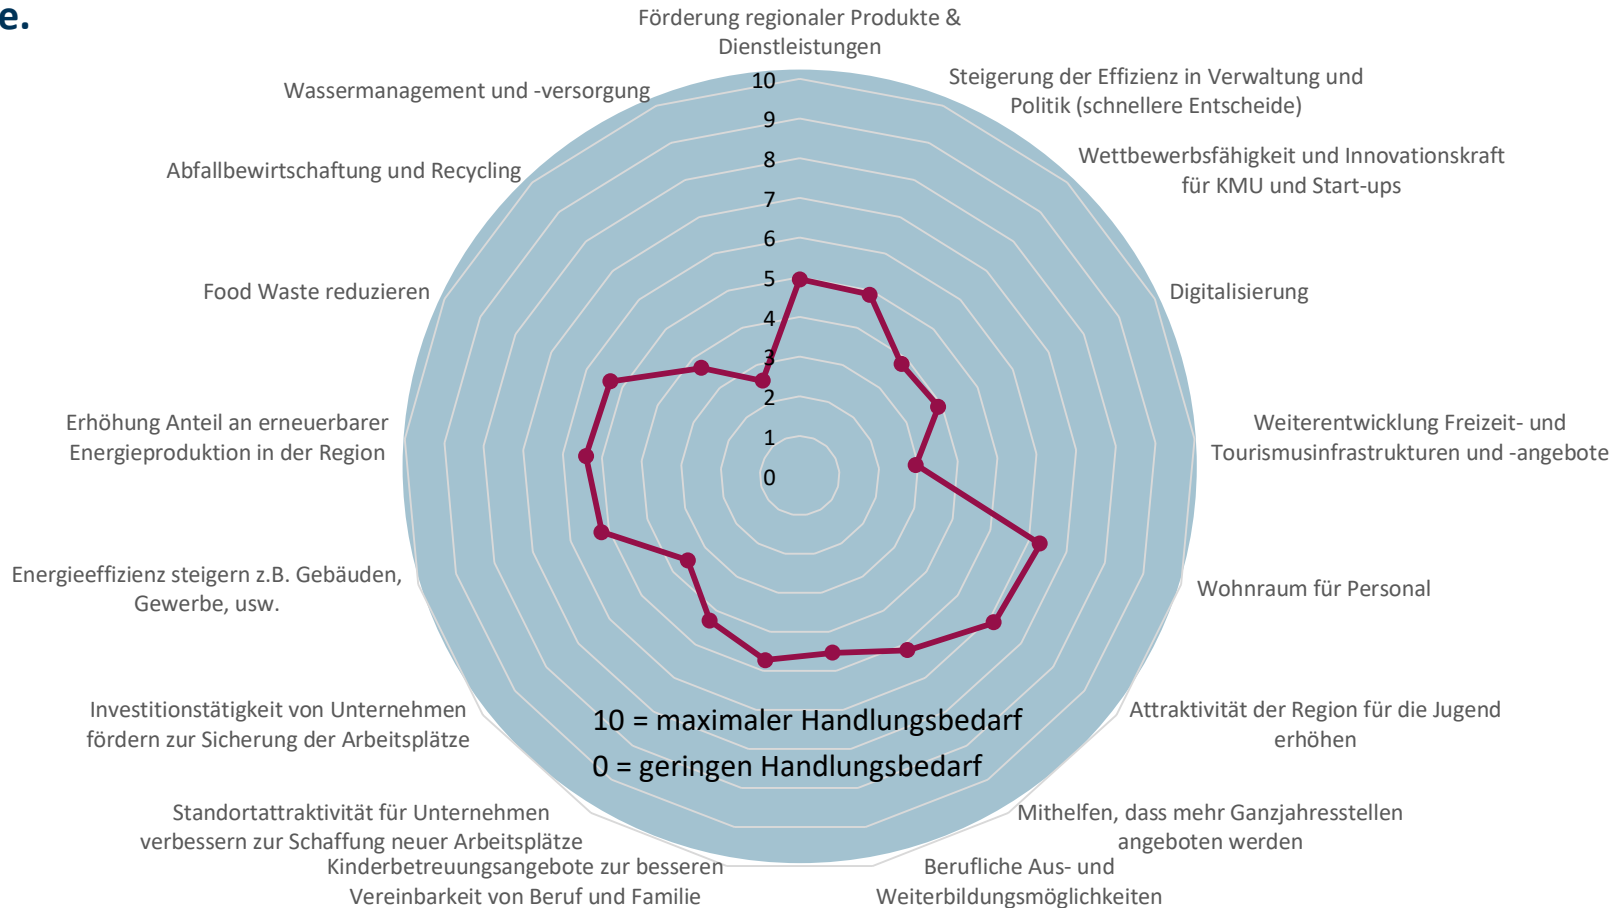 e.
Förderung regionaler Produkte &
Dienstleistungen
Steigerung der Effizienz in Verwaltung und
Politik (schnellere Entscheide)
Wettbewerbsfähigkeit und Innovationskraft
für KMU und Start-ups
Digitalisierung
Weiterentwicklung Freizeit- und
Tourismusinfrastrukturen und -angebote
Wohnraum für Personal
Attraktivität der Region für die Jugend
erhöhen
Mithelfen, dass mehr Ganzjahresstellen
angeboten werden
Berufliche Aus- und
Weiterbildungsmöglichkeiten
Kinderbetreuungsangebote zur besseren
Vereinbarkeit von Beruf und Familie
Standortattraktivität für Unternehmen
verbessern zur Schaffung neuer Arbeitsplätze
Investitionstätigkeit von Unternehmen
fördern zur Sicherung der Arbeitsplätze
Energieeffizienz steigern z.B. Gebäuden,
Gewerbe, usw.
Erhöhung Anteil an erneuerbarer
Energieproduktion in der Region
Food Waste reduzieren
Abfallbewirtschaftung und Recycling
Wassermanagement und -versorgung
10
9
8
7
6
5
4
3
2
1
0
10 = maximaler Handlungsbedarf
0 = geringen Handlungsbedarf